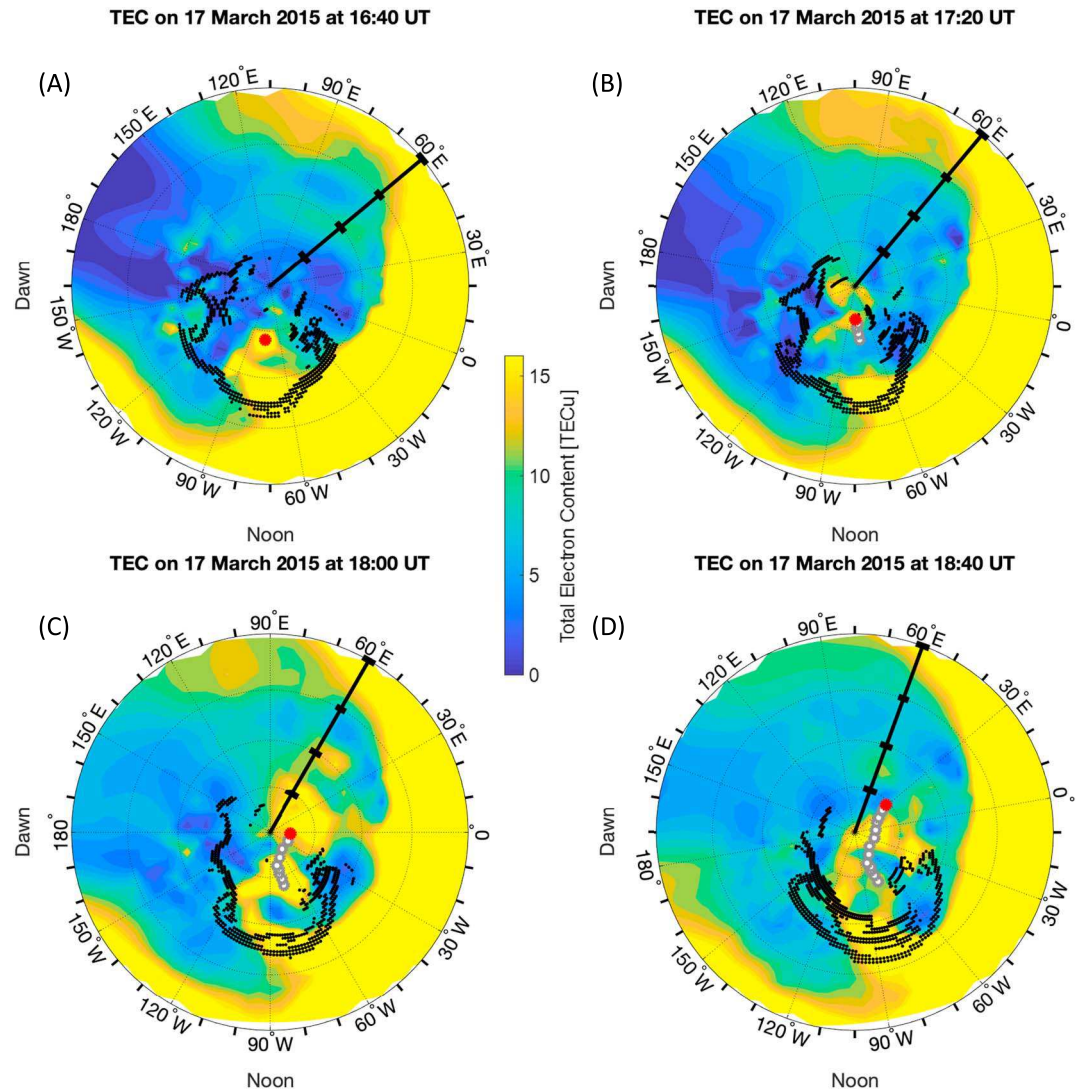 TEC on 17 March 2015 at 16:40 UT
TEC on 17 March 2015 at 17:20 UT
(A)
120°E
90°E
60°E
30°E
0°
30°W
60°W
90°W
120°W
150°W
180°
150°E
Dawn
Noon
(B)
120°E
90°E
60°E
30°E
0°
30°W
60°W
90°W
120°W
150°W
180°
150°E
Dawn
Noon
15
10
5
0
Total Electron Content [TECu]
TEC on 17 March 2015 at 18:00 UT
TEC on 17 March 2015 at 18:40 UT
(C)
120°E
90°E
60°E
30°E
0°
30°W
60°W
90°W
120°W
150°W
180°
150°E
Dawn
Noon
(D)
120°E
90°E
60°E
30°E
0°
30°W
60°W
90°W
120°W
150°W
180°
150°E
Dawn
Noon